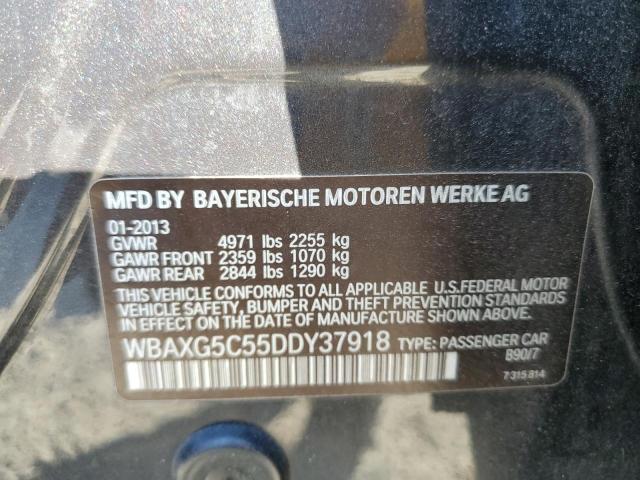 MFD BY BAYERISCHE MOTOREN WERKE AG
01-2013
GVWR 4971 lbs 2255 kg
GAWR FRONT 2359 lbs 1070 kg
GAWR REAR 2844 lbs 1290 kg
THIS VEHICLE CONFORMS TO ALL APPLICABLE U.S.FEDERAL MOTOR
VEHICLE SAFETY, BUMPER AND THEFT PREVENTION STANDARDS
IN EFFECT ON THE DATE OF MANUFACTURE SHOWN ABOVE.
WBAXG5C55DDY37918 TYPE: PASSENGER CAR
B90/7
7315814